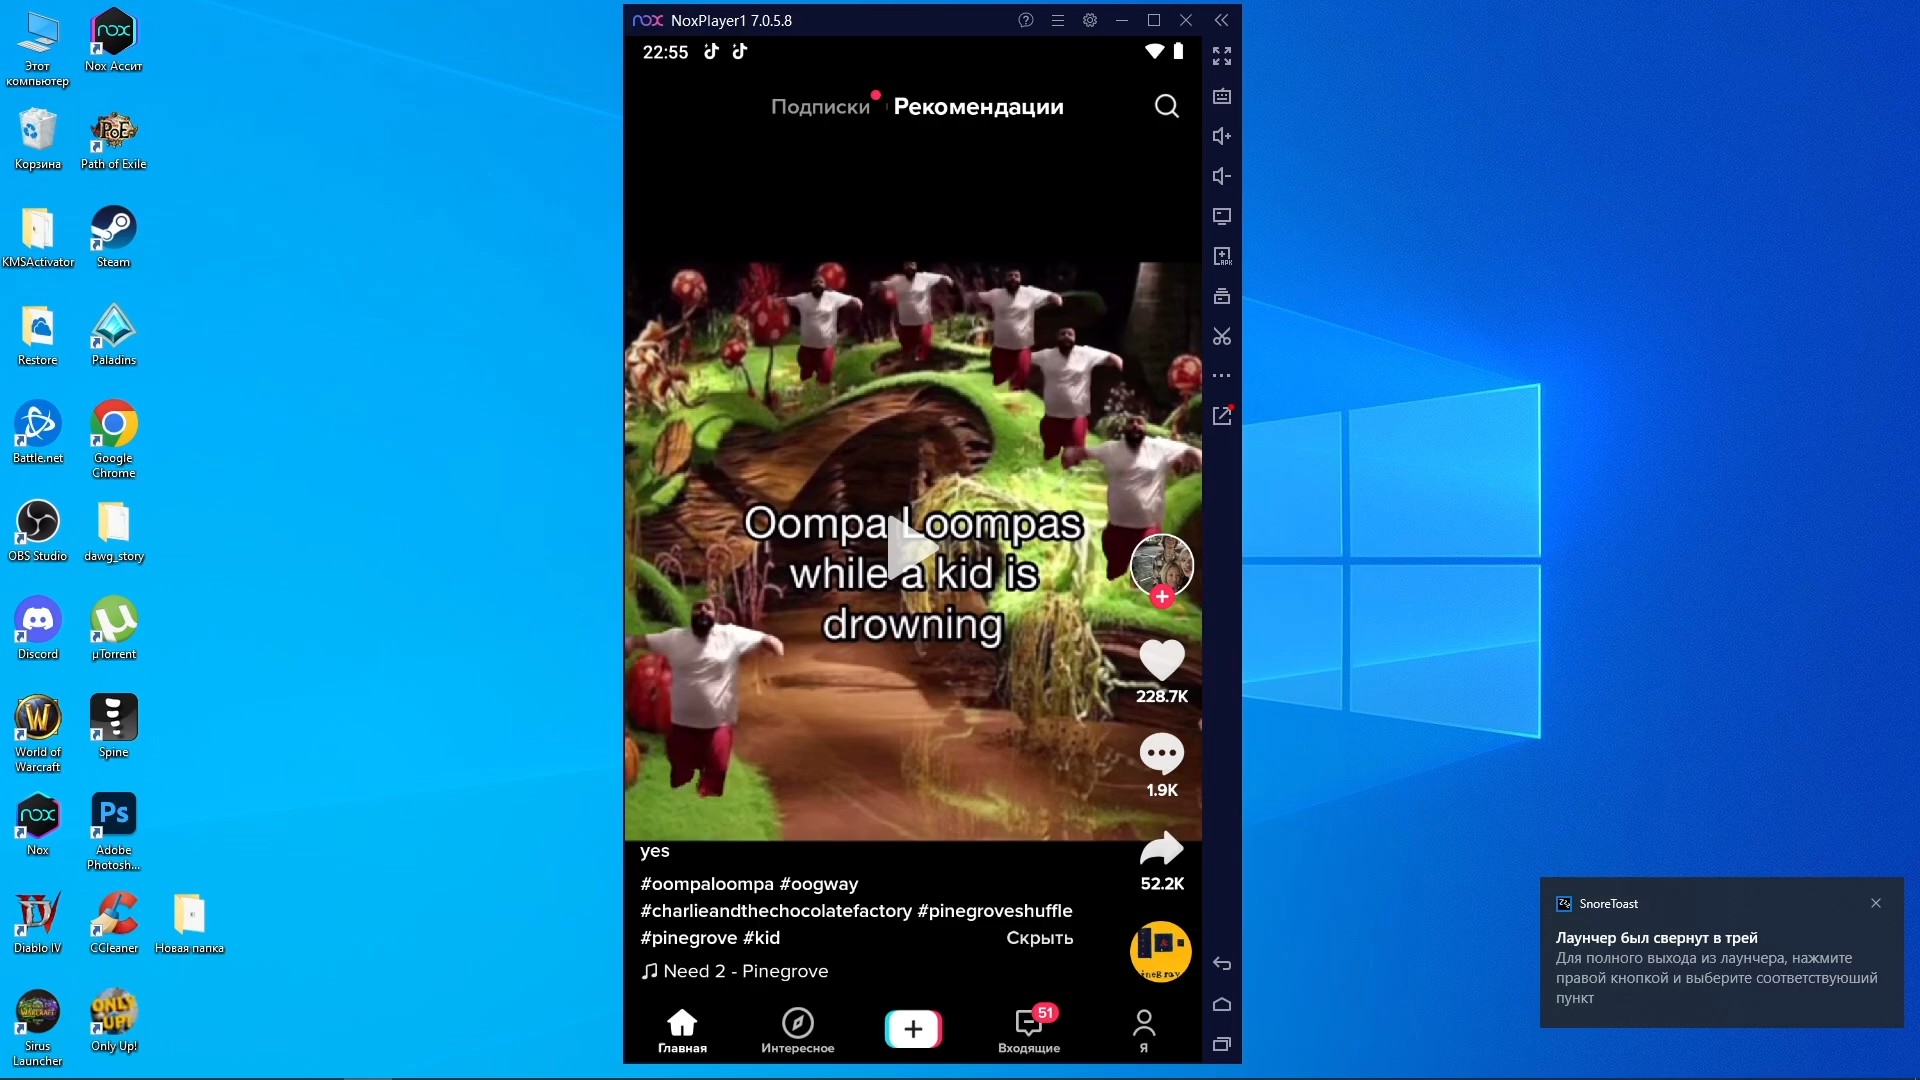 Этот
компьютер
Nox Ассит
Корзина
Path of Exile
KMSActivator
Steam
Restore
Paladins
Battle.net
Google
Chrome
OBS Studio
dawg_story
Discord
µTorrent
World of
Warcraft
Spine
Nox
Adobe
Photosh...
Diablo IV
CCleaner
Новая папка
Sirus
Launcher
Only Up!
nox NoxPlayer1 7.0.5.8
22:55
Подписки Рекомендации
Oompa Loompas
while a kid is
drowning
228.7K
1.9K
52.2K
yes
#oompaloompa #oogway
#charlieandthechocolatefactory #pinegroveshuffle
#pinegrove #kid Скрыть
Need 2 - Pinegrove
Главная
Интересное
51
Входящие
Я
SnoreToast
Лаунчер был свернут в трей
Для полного выхода из лаунчера, нажмите
правой кнопкой и выберите соответствуюший
пункт